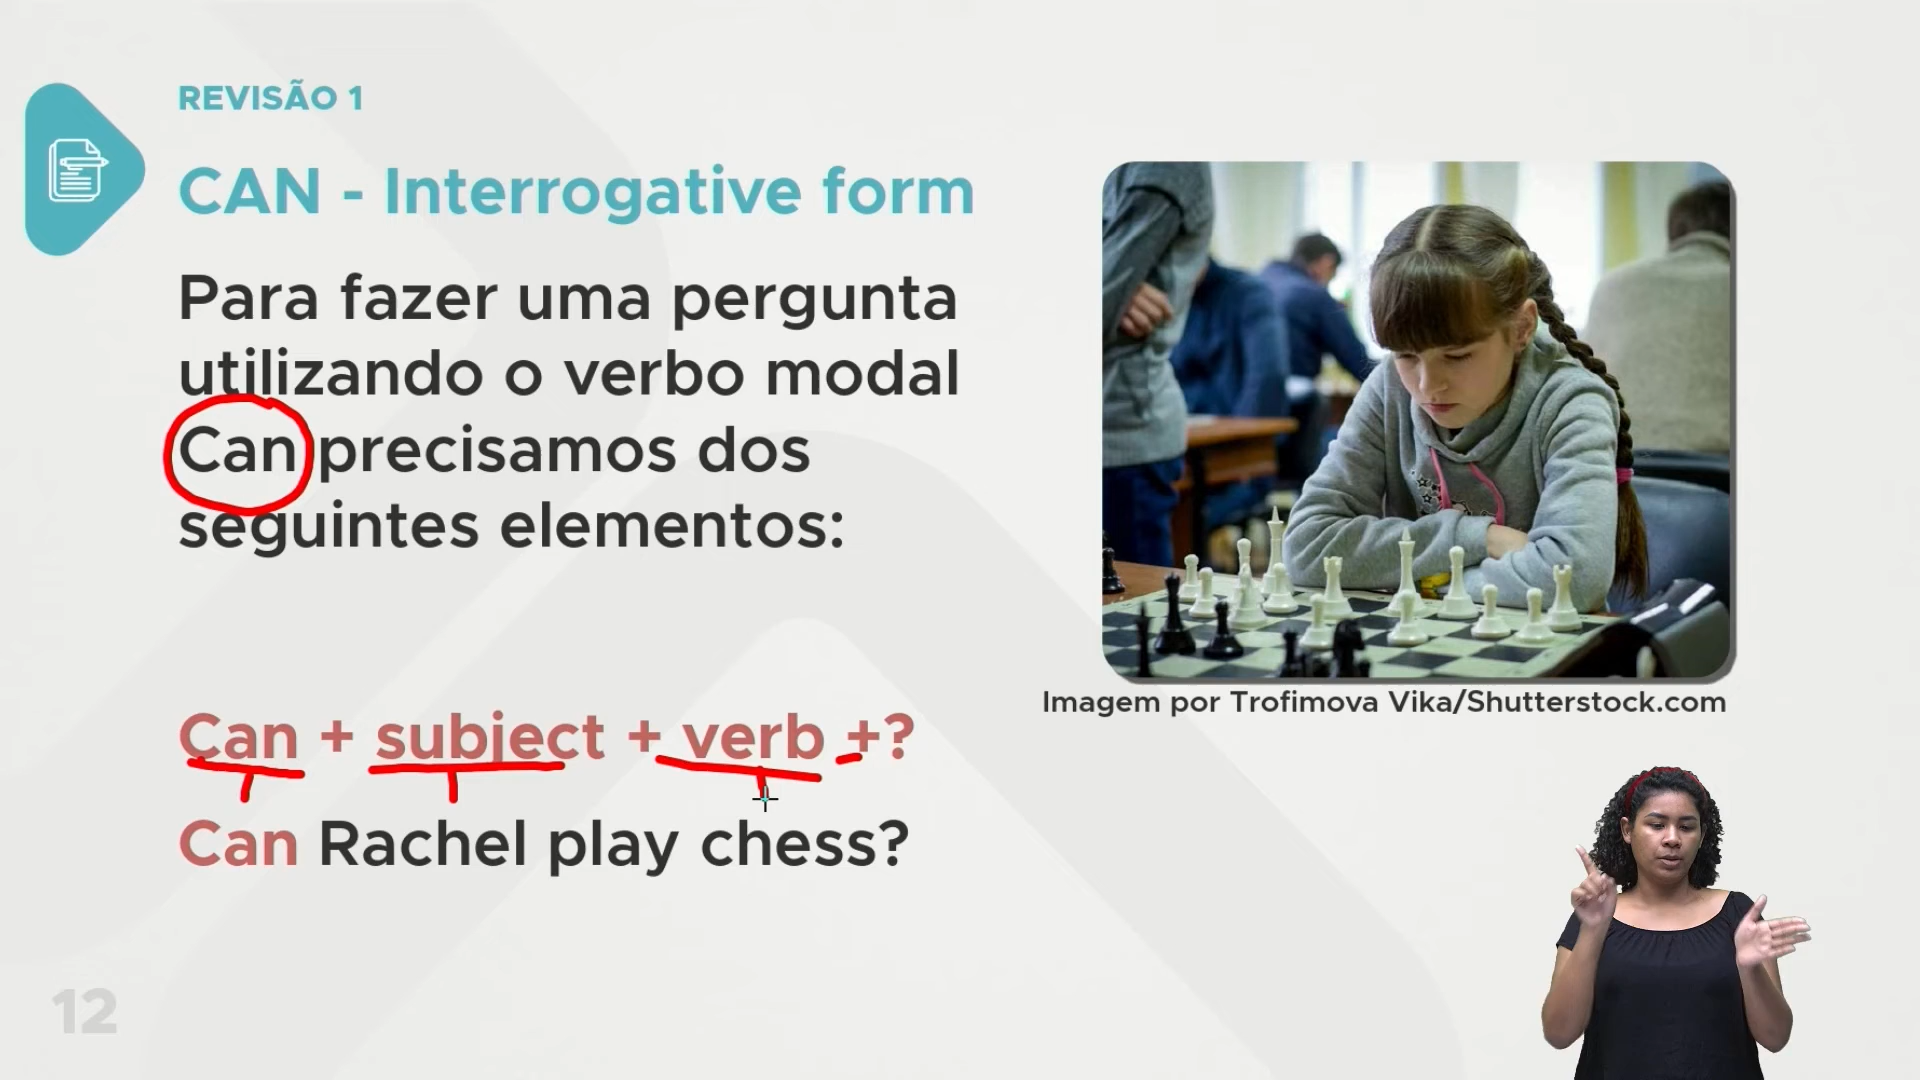 REVISÃO 1
CAN - Interrogative form
Para fazer uma pergunta
utilizando o verbo modal
Can precisamos dos
seguintes elementos:
Can + subject + verb +?
Can Rachel play chess?
Imagem por Trofimova Vika/Shutterstock.com
12